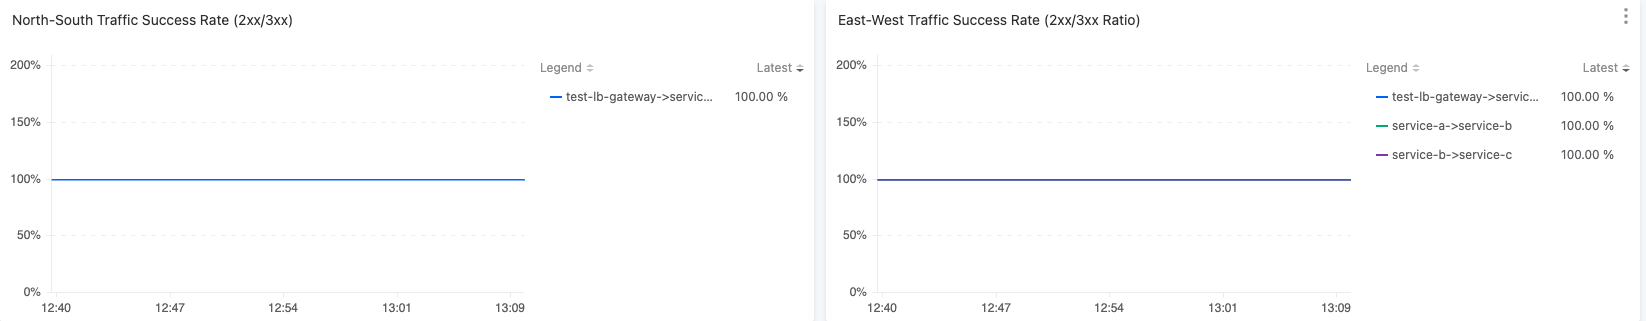 North-South Traffic Success Rate (2xx/3xx)
200%
150%
100%
50%
0%
12:40 12:47 12:54 13:01 13:09
Legend Latest
test-lb-gateway->servic... 100.00 %
East-West Traffic Success Rate (2xx/3xx Ratio)
200%
150%
100%
50%
0%
12:40 12:47 12:54 13:01 13:09
Legend Latest
test-lb-gateway->servic... 100.00 %
service-a->service-b 100.00 %
service-b->service-c 100.00 %